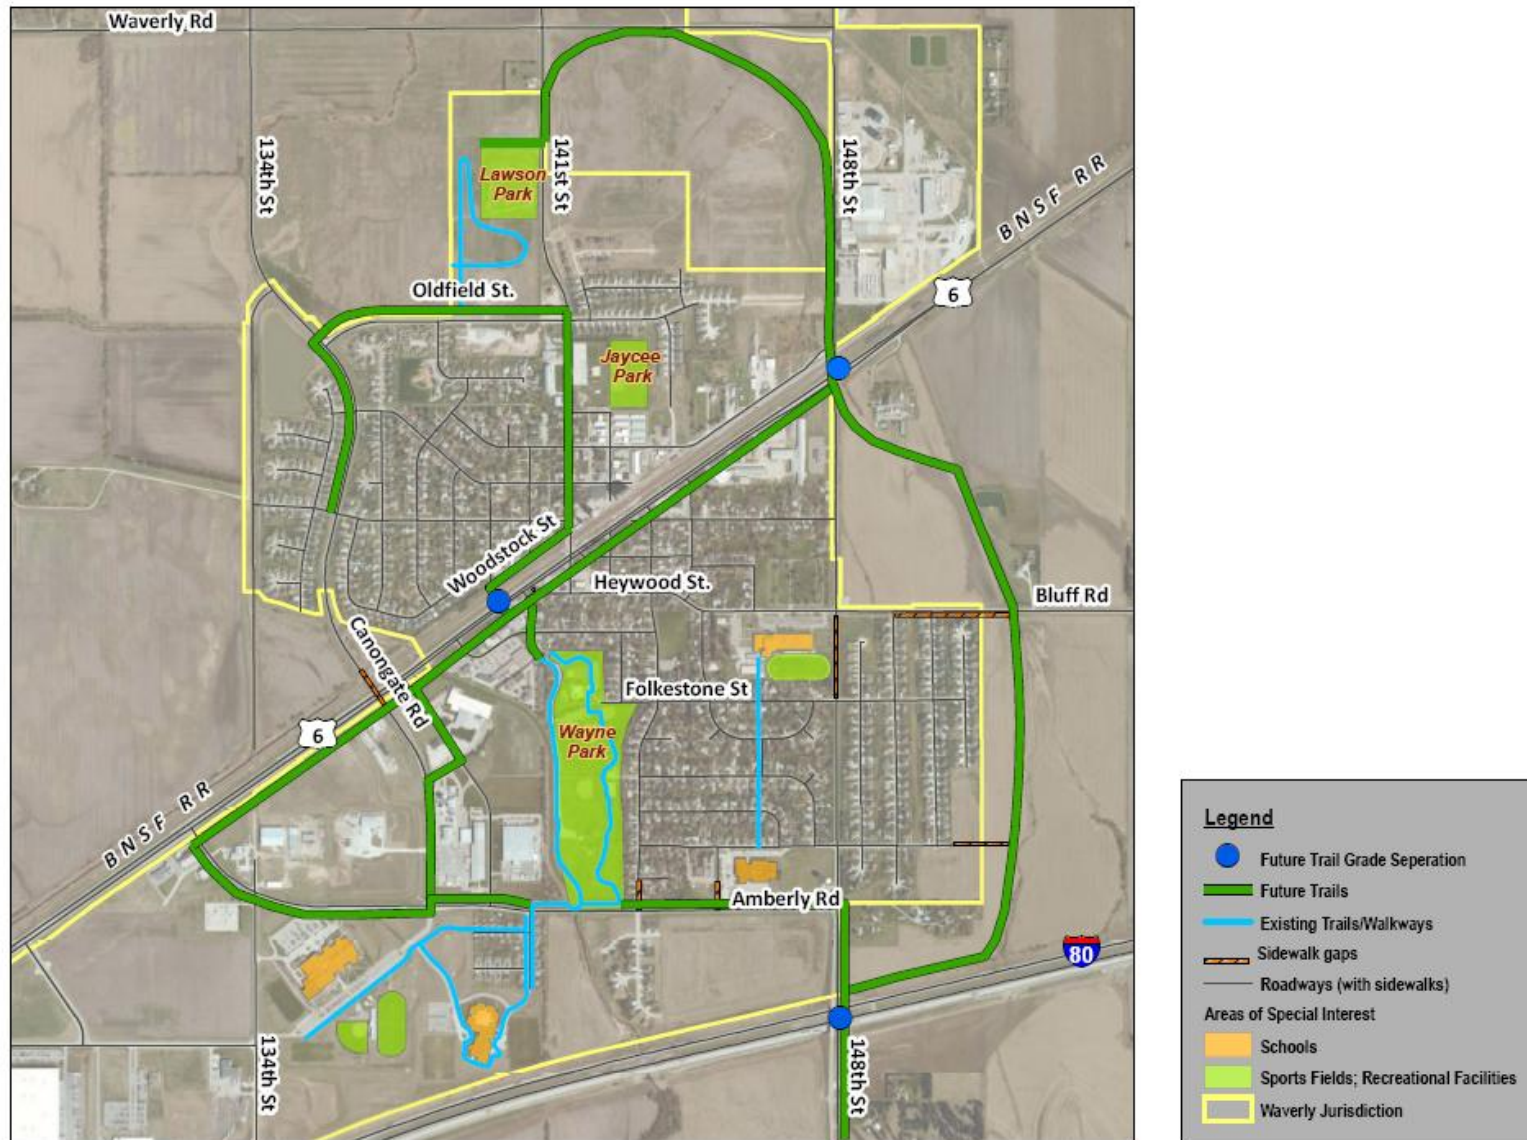 Waverly Rd
134th St
141st St
148th St
Lawson
Park
BNSF RR
Oldfield St.
6
Jaycee
Park
Woodstock St
Heywood St.
Bluff Rd
Canongate Rd
Folkestone St
Wayne
Park
6
BNSF RR
Amberly Rd
80
134th St
148th St
Legend
Future Trail Grade Seperation
Future Trails
Existing Trails/Walkways
Sidewalk gaps
Roadways (with sidewalks)
Areas of Special Interest
Schools
Sports Fields; Recreational Facilities
Waverly Jurisdiction